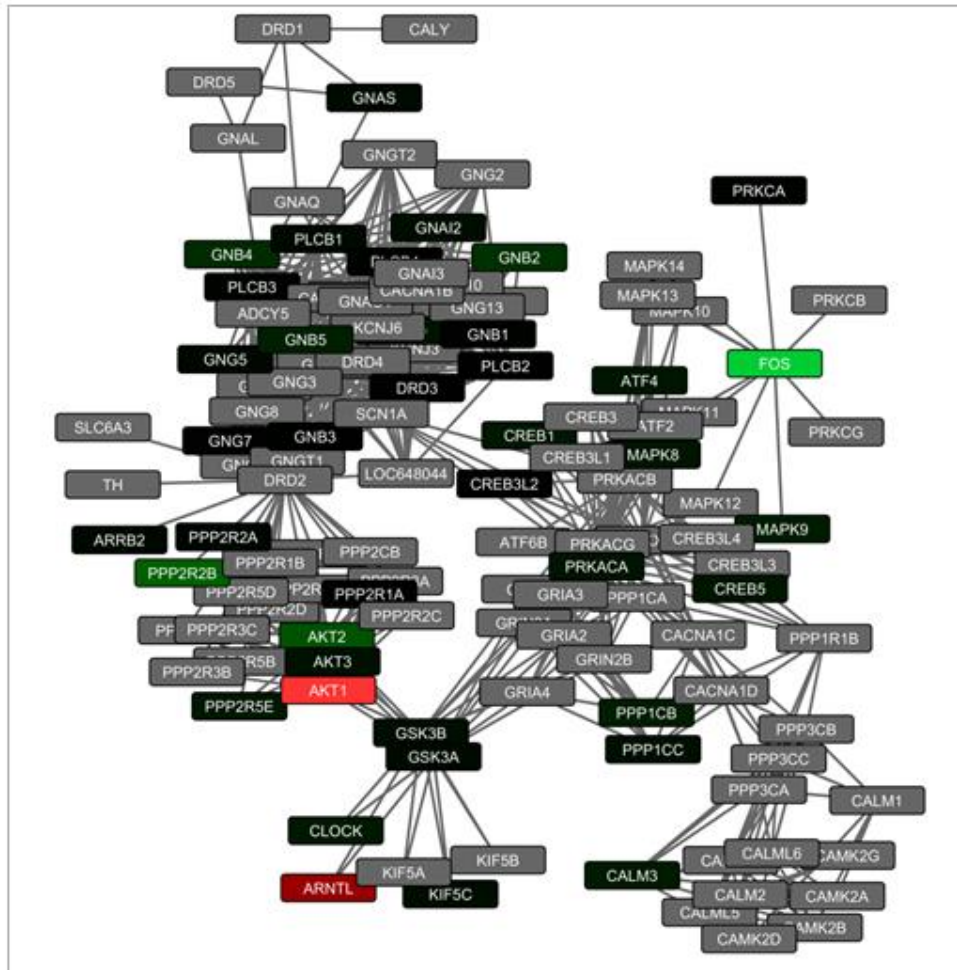 DRD1
CALY
DRD5
GNAS
GNAL
GNGT2
GNG2
PRKCA
GNAQ
GNAI2
PLCB1
GNB4
GNB2
GNAI3
MAPK14
PLCB3
CACNA1B
MAPK13
PRKCB
GNG13
MAPK10
ADCY5
KCNJ6
GNB1
GNB5
KCNJ3
GNG5
DRD4
PLCB2
FOS
GNG3
DRD3
ATF4
GNG8
SCN1A
CREB3
MAPK11
SLC6A3
ATF2
PRKCG
GNG7
GNB3
CREB1
CREB3L1
MAPK8
GNGT1
LOC648044
DRD2
TH
CREB3L2
PRKACB
MAPK12
ARRB2
PPP2R2A
MAPK9
ATF6B
PRKACG
CREB3L4
PPP2CB
PPP2R1B
PRKACA
CREB3L3
PPP2R2B
PPP2R5D
PPP2R1A
GRIA3
PPP1CA
CREB5
PPP2R2D
PPP2R2C
PPP2R3C
AKT2
GRIA2
CACNA1C
PPP1R1B
AKT3
GRIN2B
PPP2R3B
AKT1
GRIA4
CACNA1D
PPP2R5E
PPP1CB
GSK3B
PPP3CB
GSK3A
PPP1CC
PPP3CC
PPP3CA
CALM1
CLOCK
CALML6
CAMK2G
KIF5B
KIF5A
CALM3
ARNTL
KIF5C
CALM2
CAMK2A
CALML5
CAMK2B
CAMK2D